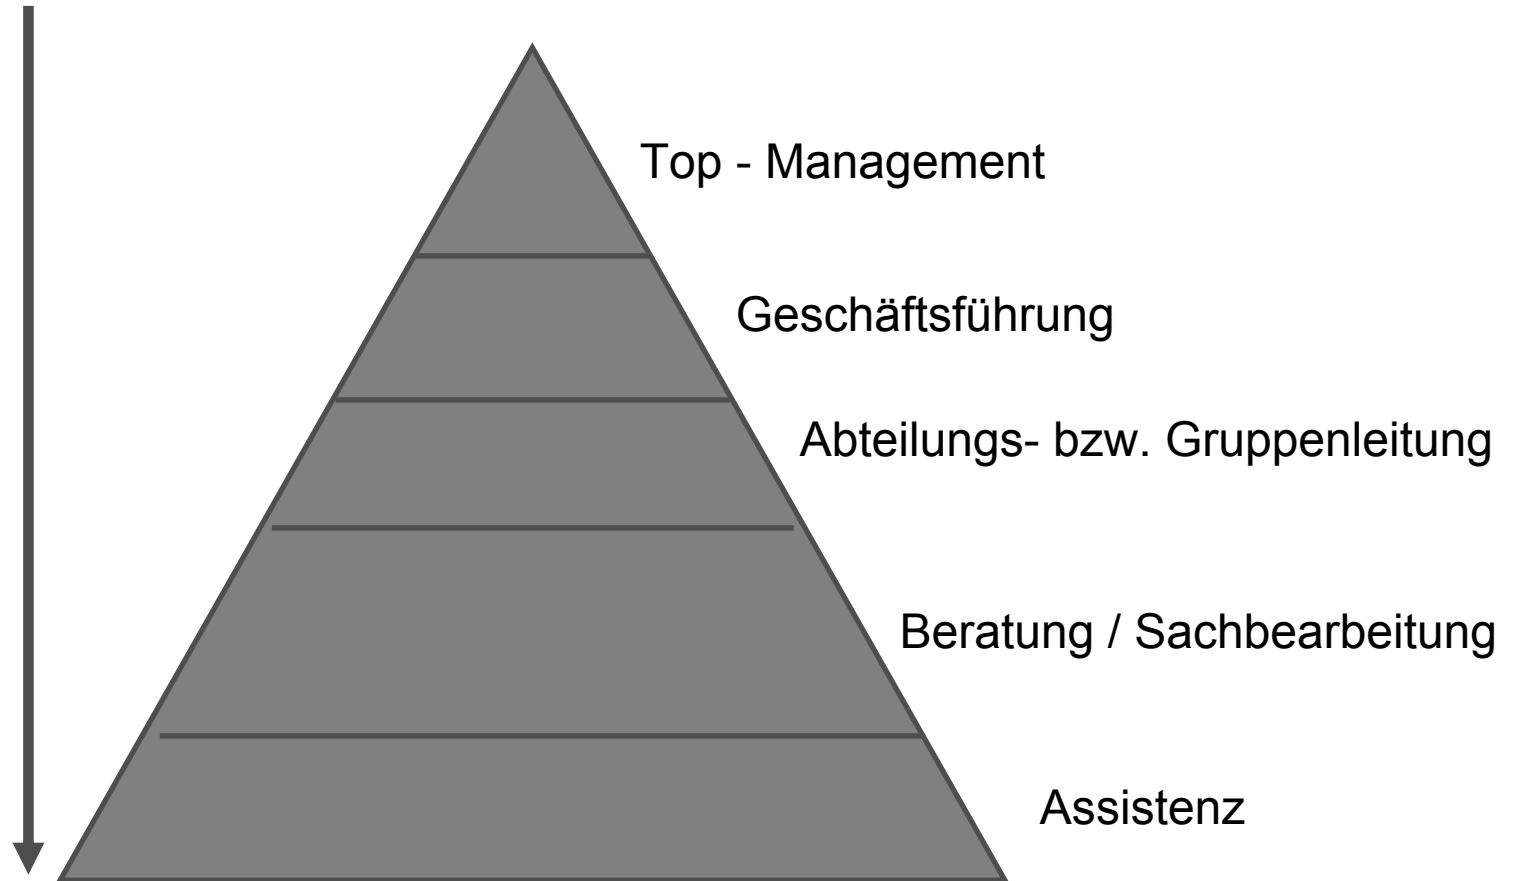 Top - Management
Geschäftsführung
Abteilungs- bzw. Gruppenleitung
Beratung / Sachbearbeitung
Assistenz